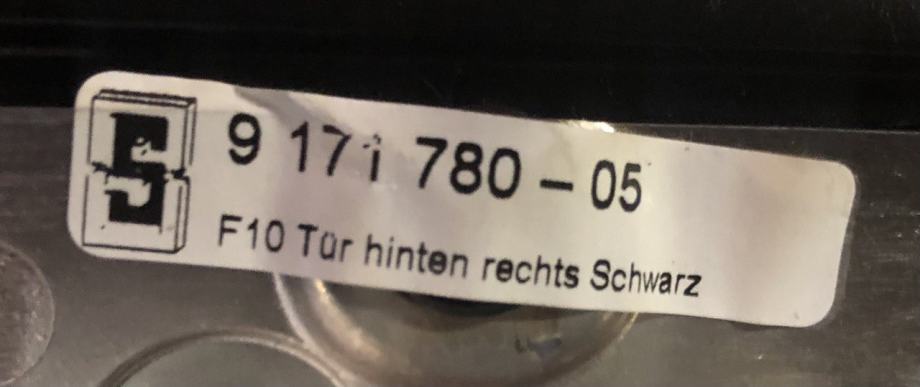 S
9 171 780 - 05
F10 Tür hinten rechts Schwarz